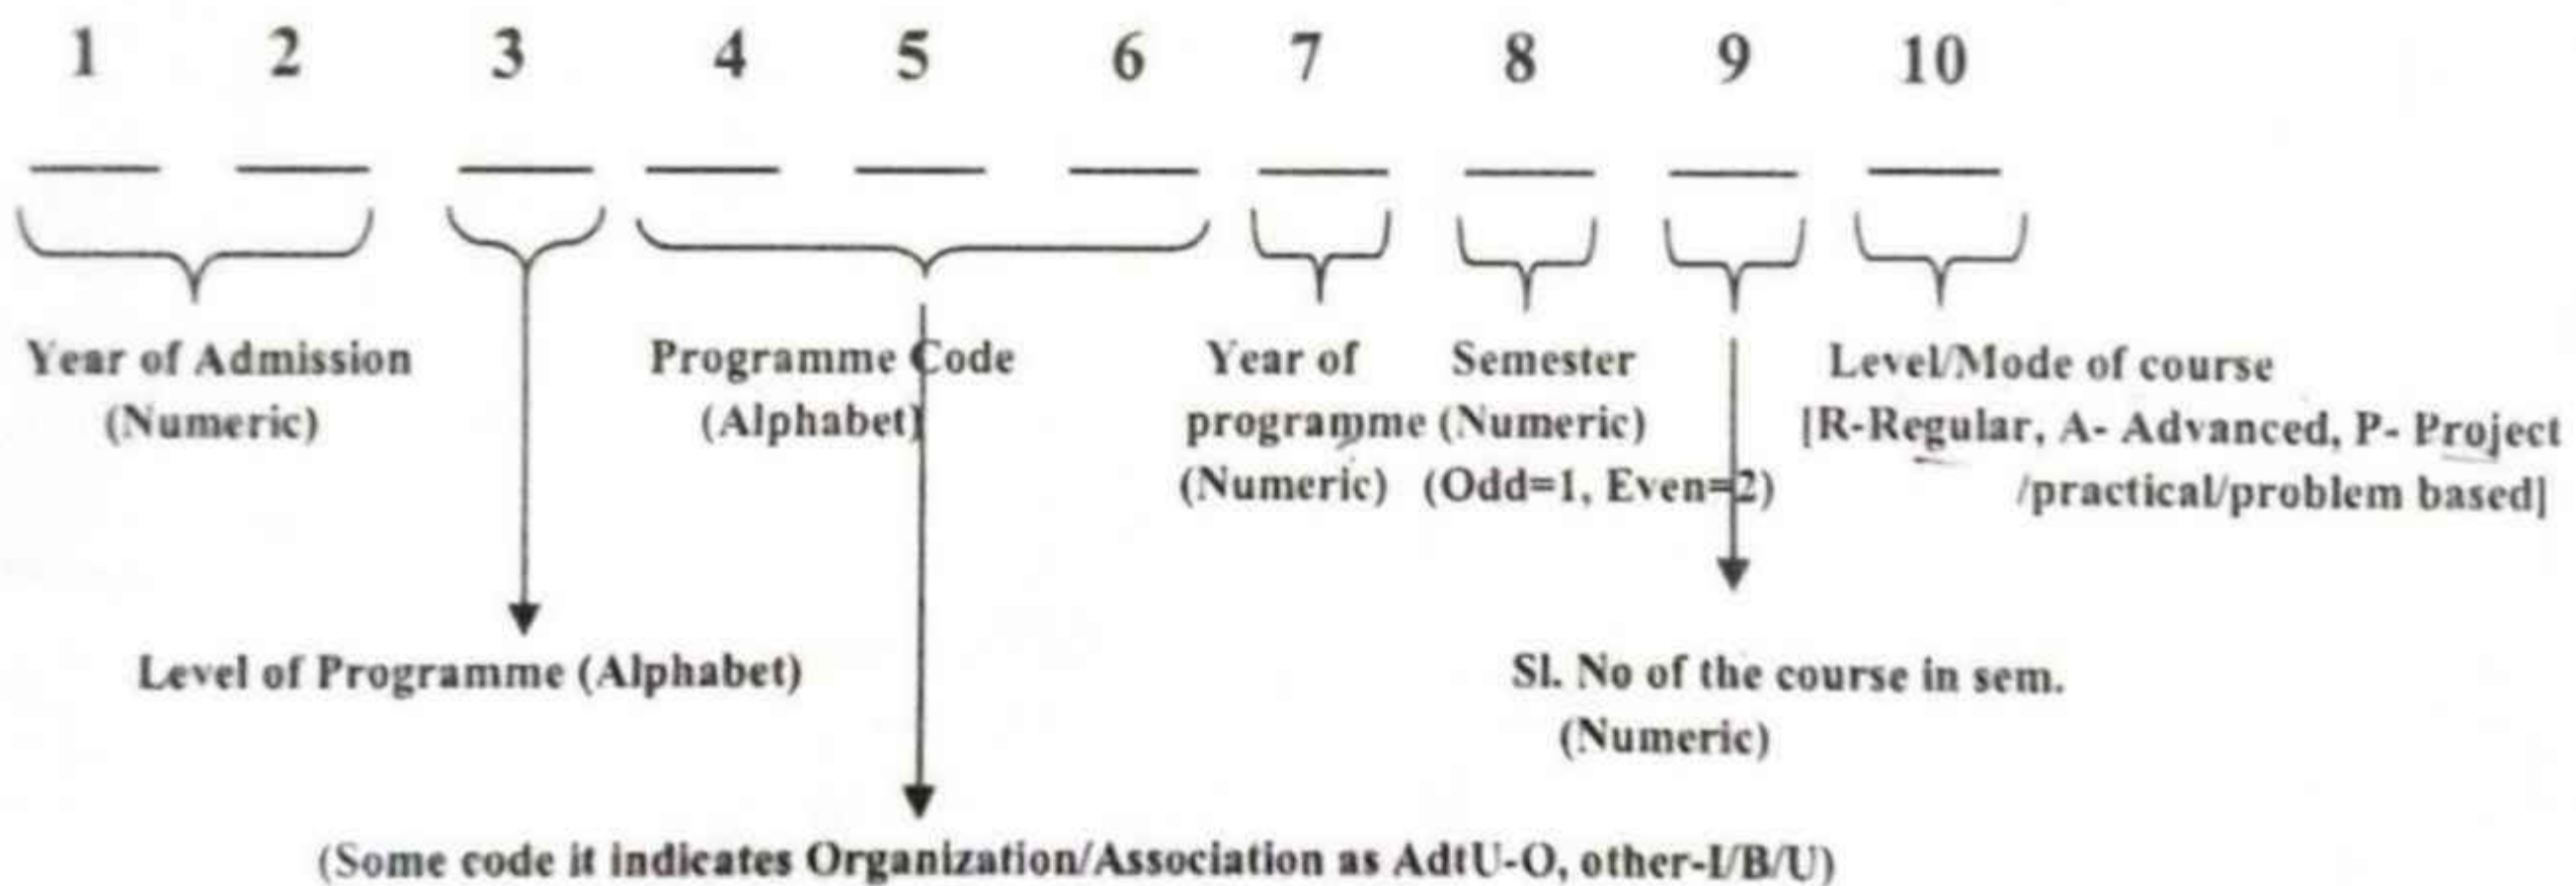 1 2 3 4 5 6 7 8 9 10
Year of Admission Programme Code Year of Semester Level/Mode of course
(Numeric) (Alphabet) programme (Numeric) [R-Regular, A- Advanced, P- Project
(Numeric) (Odd=1, Even=2) /practical/problem based]
Level of Programme (Alphabet) Sl. No of the course in sem.
(Numeric)
(Some code it indicates Organization/Association as AdtU-O, other-I/B/U)